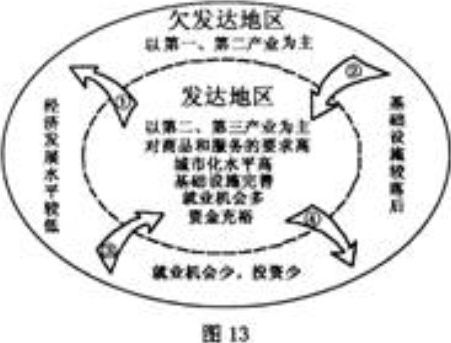 欠发达地区
以第一、第二产业为主
①
②
发达地区
以第二、第三产业为主
对商品和服务的要求高
城市化水平高
基础设施完善
就业机会多
资金充裕
经济发展水平较低
基础设施较落后
③
④
就业机会少，投资少
图 13